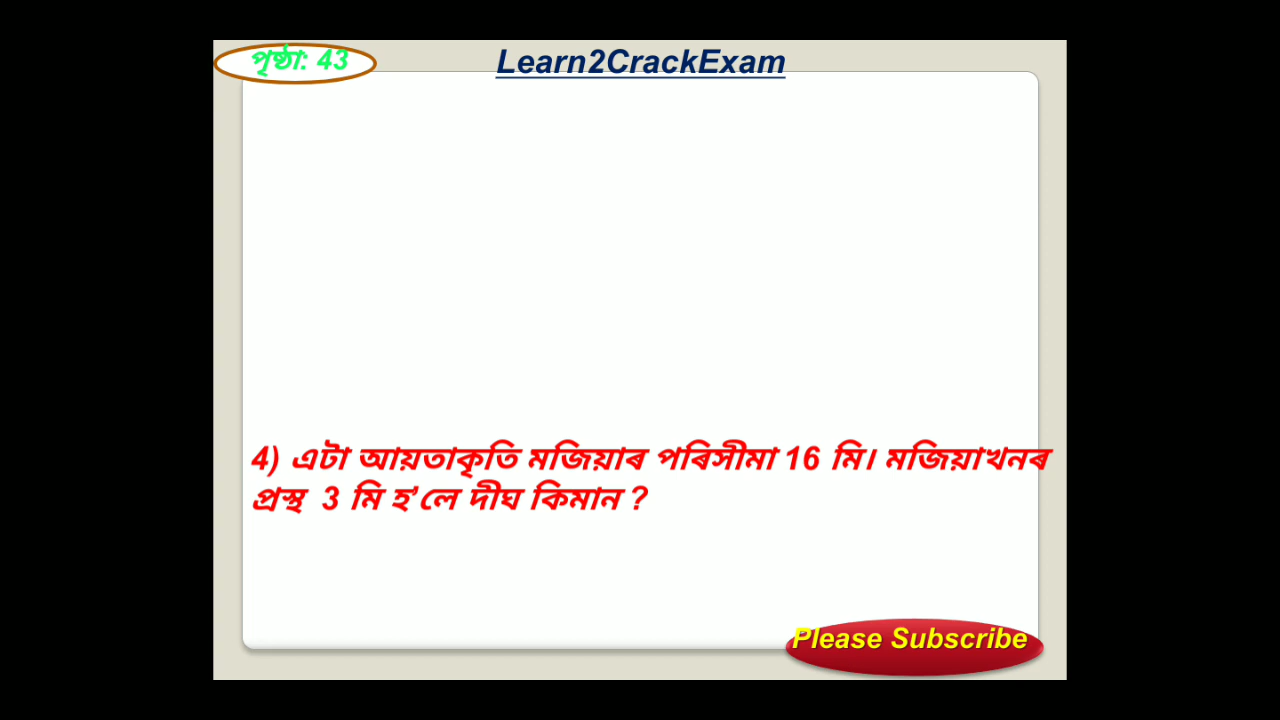 পৃষ্ঠা: 43
Learn2CrackExam
4) এটা আয়তাকৃতি মজিয়াৰ পৰিসীমা 16 মি। মজিয়াখনৰ
প্ৰস্থ 3 মি হ'লে দীঘ কিমান ?
Please Subscribe